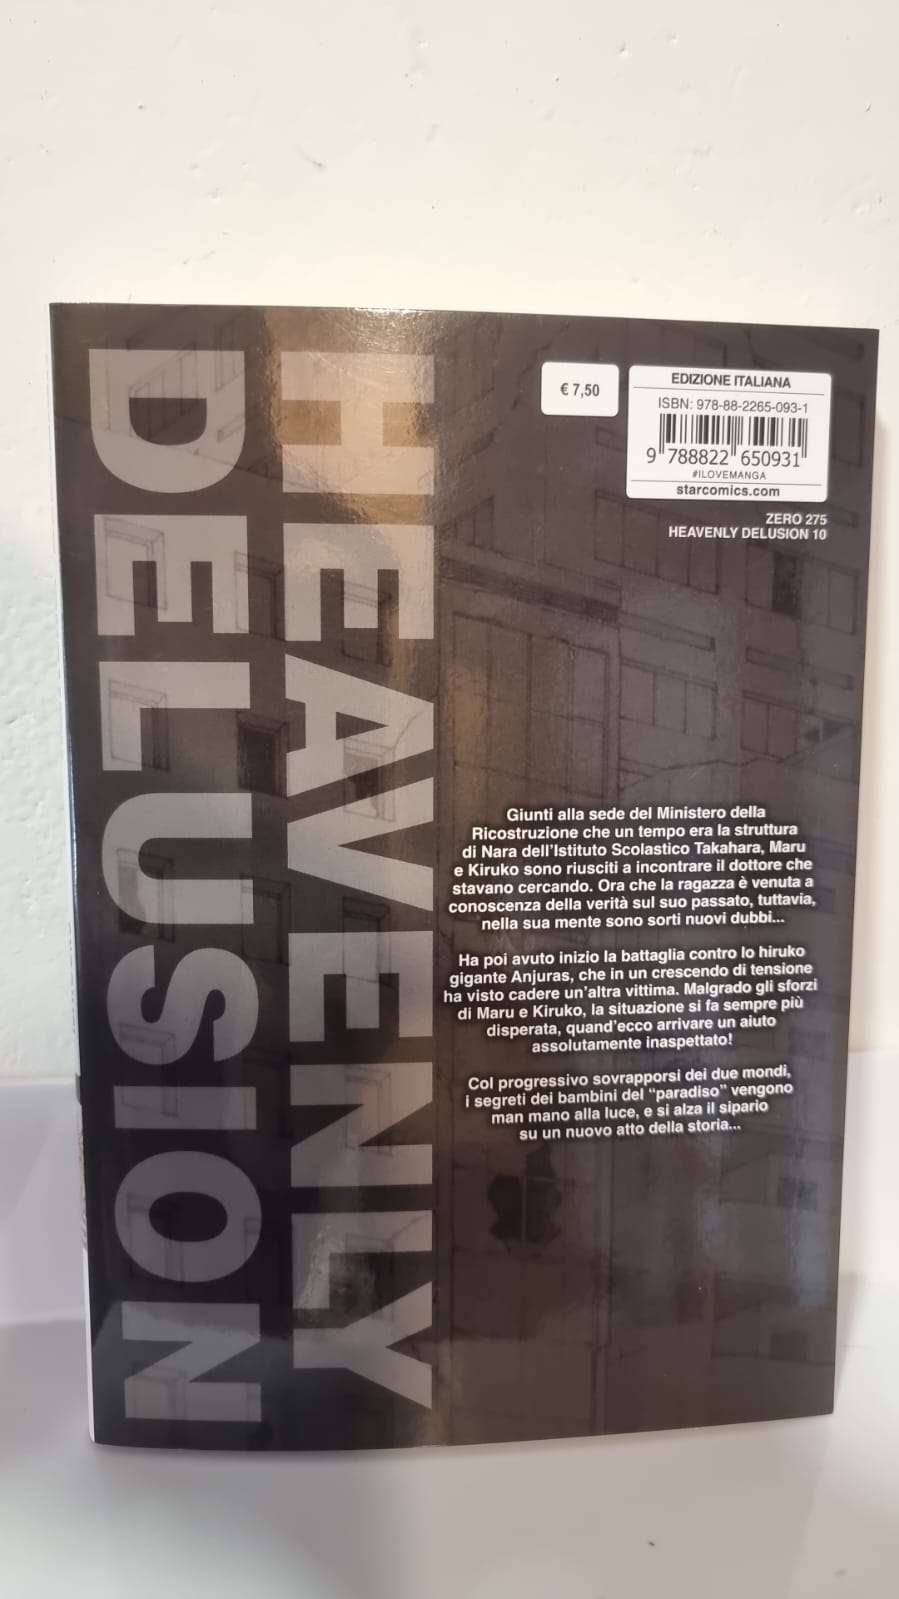 HEAVENLY
DELUSION
€ 7,50
EDIZIONE ITALIANA
ISBN: 978-88-2265-093-1
9 788822 650931
#ILOVEMANGA
starcomics.com
ZERO 275
HEAVENLY DELUSION 10
Giunti alla sede del Ministero della
Ricostruzione che un tempo era la struttura
di Nara dell'Istituto Scolastico Takahara, Maru
e Kiruko sono riusciti a incontrare il dottore che
stavano cercando. Ora che la ragazza è venuta a
conoscenza della verità sul suo passato, tuttavia,
nella sua mente sono sorti nuovi dubbi...
Ha poi avuto inizio la battaglia contro lo hiruko
gigante Anjuras, che in un crescendo di tensione
ha visto cadere un'altra vittima. Malgrado gli sforzi
di Maru e Kiruko, la situazione si fa sempre più
disperata, quand'ecco arrivare un aiuto
assolutamente inaspettato!
Col progressivo sovrapporsi dei due mondi,
i segreti dei bambini del “paradiso” vengono
man mano alla luce, e si alza il sipario
su un nuovo atto della storia...